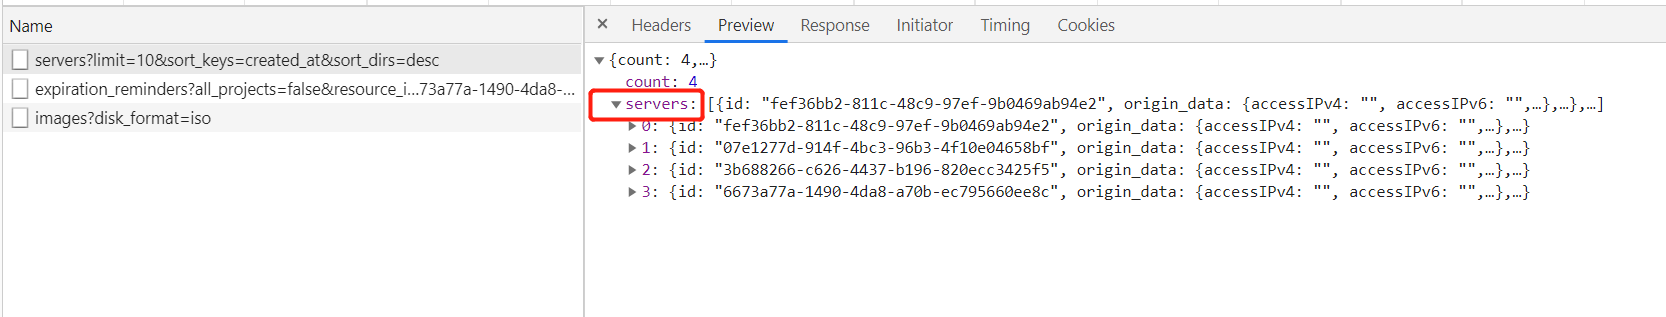 Name
servers?limit=10&sort_keys=created_at&sort_dirs=desc
expiration_reminders?all_projects=false&resource_i...73a77a-1490-4da8-...
images?disk_format=iso
× Headers Preview Response Initiator Timing Cookies
▼{count: 4,…}
count: 4
▼servers: [{id: "fef36bb2-811c-48c9-97ef-9b0469ab94e2", origin_data: {accessIPv4: "", accessIPv6: "",…},…},…]
▶0: {id: "fef36bb2-811c-48c9-97ef-9b0469ab94e2", origin_data: {accessIPv4: "", accessIPv6: "",…},…}
▶1: {id: "07e1277d-914f-4bc3-96b3-4f10e04658bf", origin_data: {accessIPv4: "", accessIPv6: "",…},…}
▶2: {id: "3b688266-c626-4437-b196-820ecc3425f5", origin_data: {accessIPv4: "", accessIPv6: "",…},…}
▶3: {id: "6673a77a-1490-4da8-a70b-ec795660ee8c", origin_data: {accessIPv4: "", accessIPv6: "",…},…}